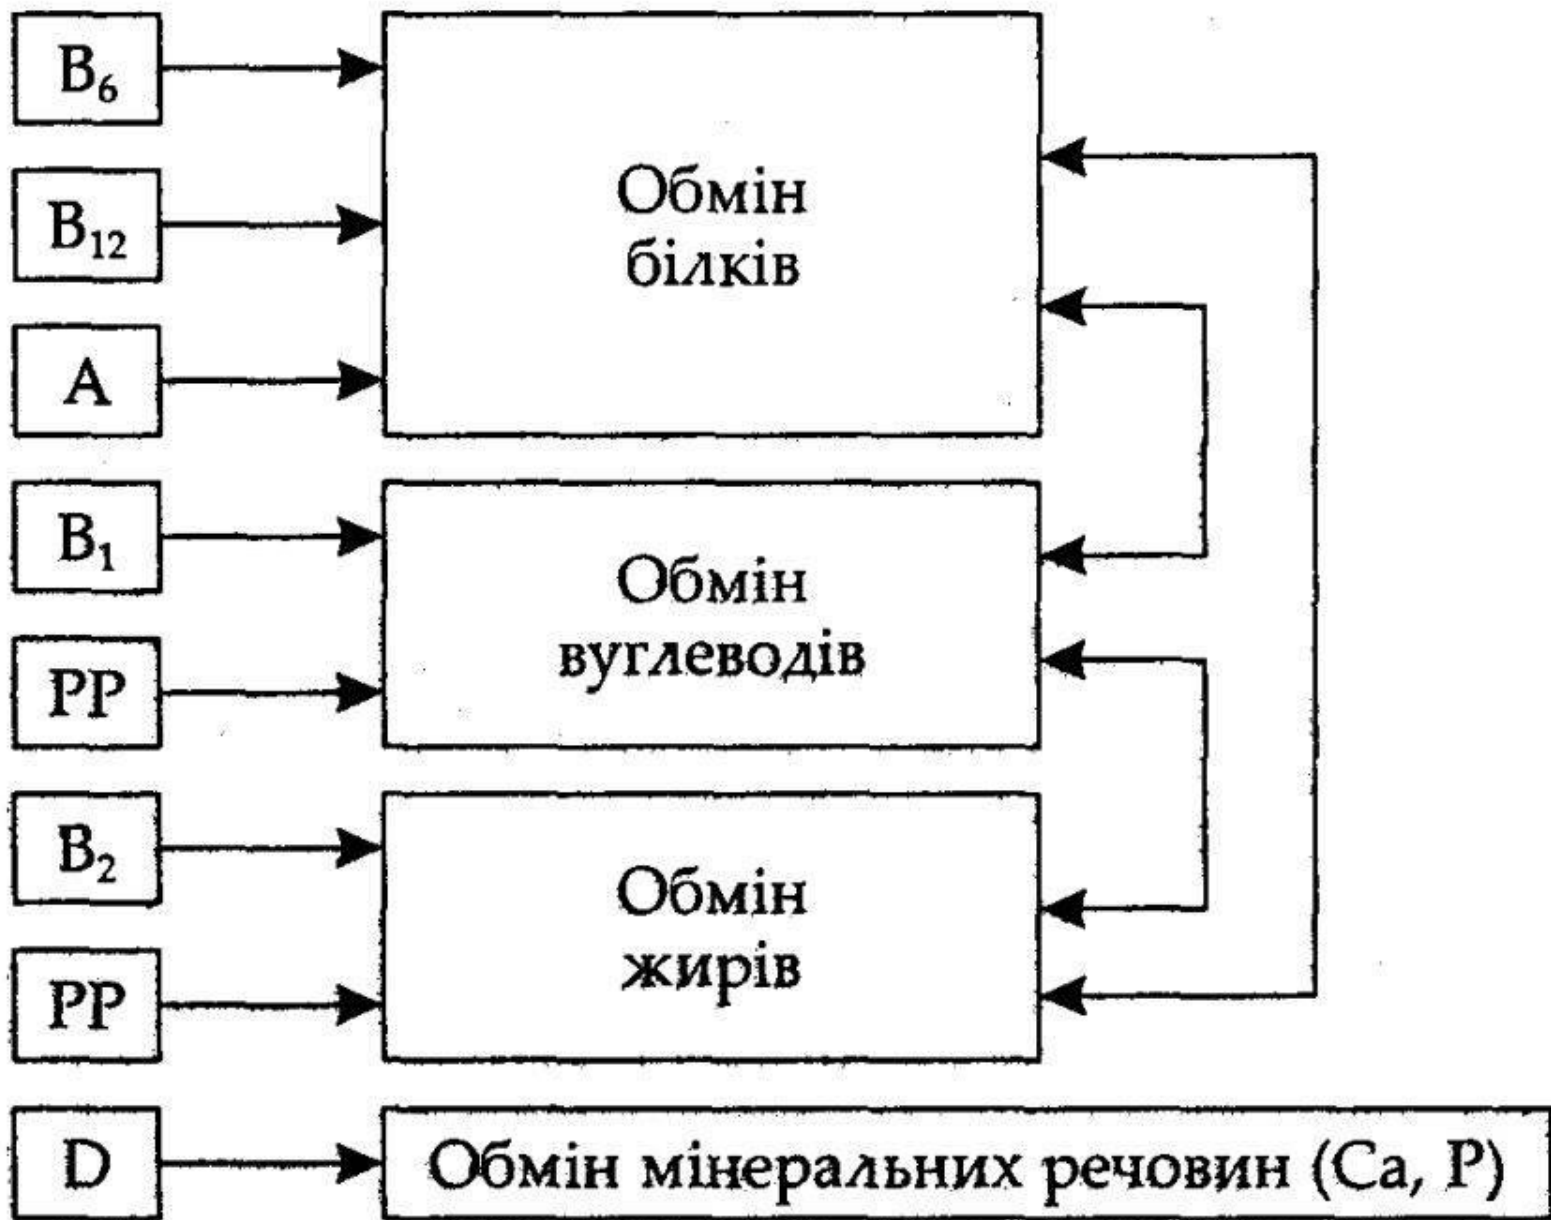 B₆
B₁₂
A
Обмін
білків
B₁
PP
Обмін
вуглеводів
B₂
PP
Обмін
жирів
D
Обмін мінеральних речовин (Ca, P)